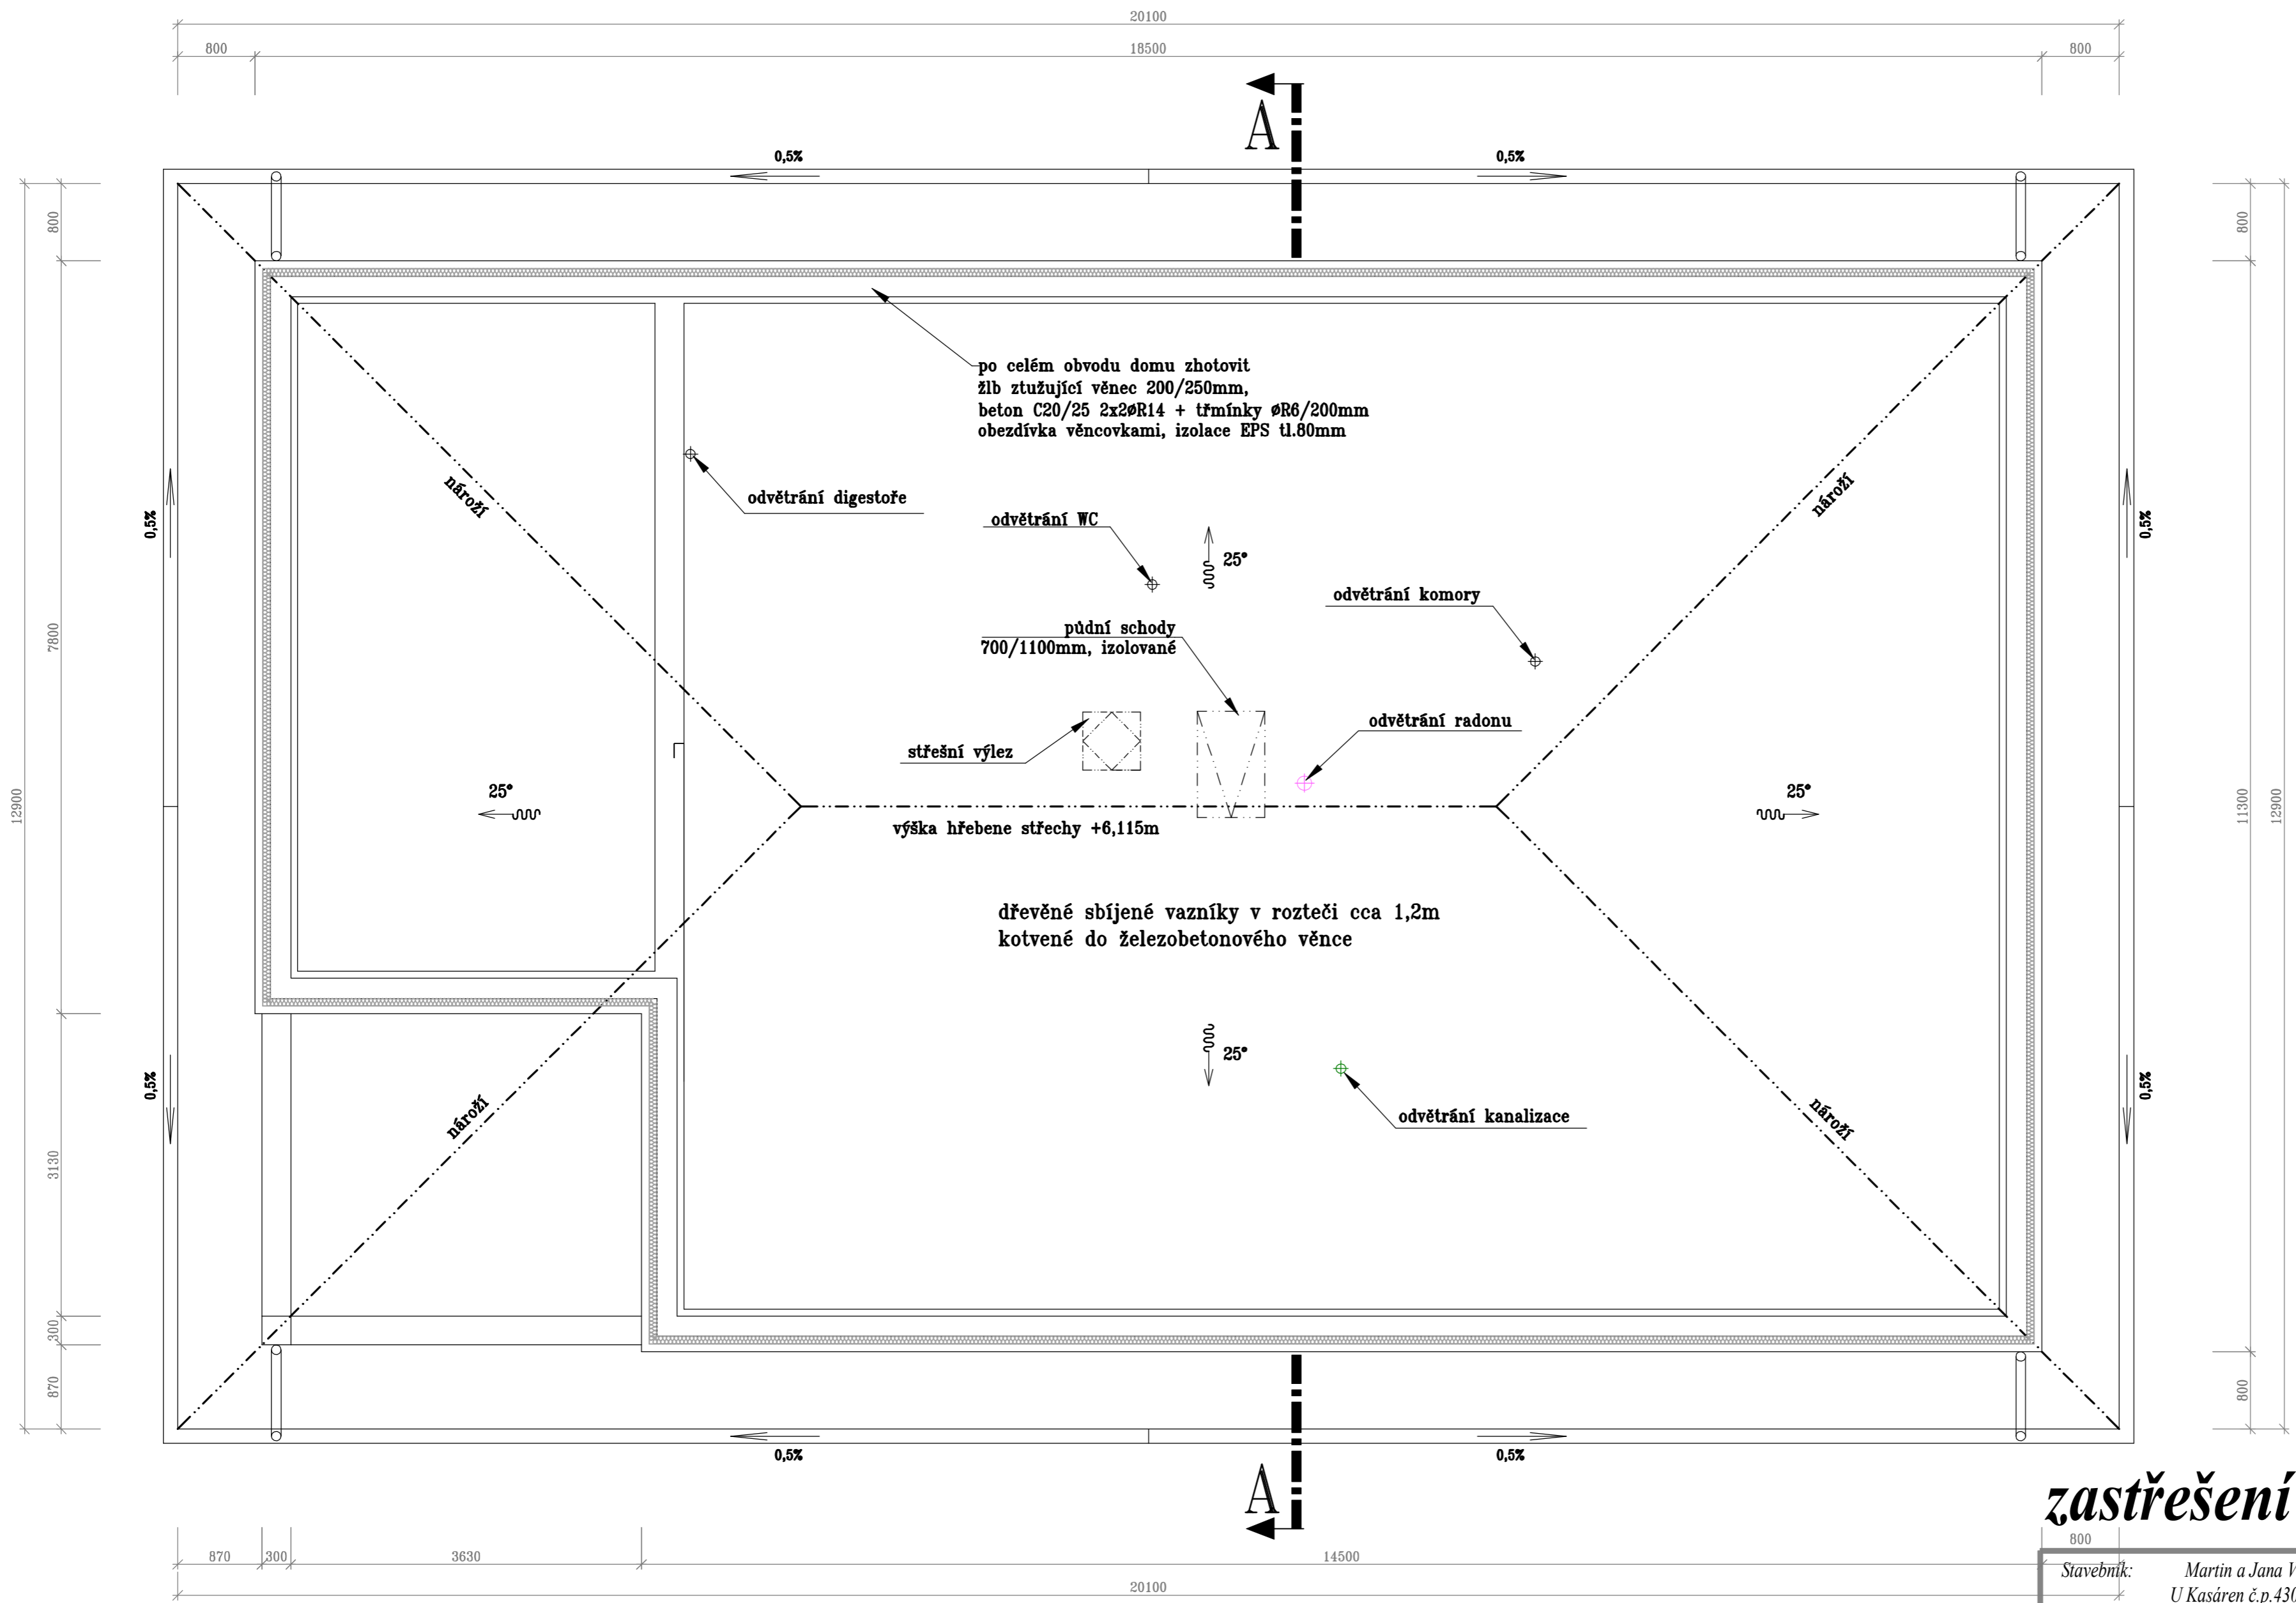 20100
800
18500
800
A
0,5%
0,5%
800
800
po celém obvodu domu zhotovit
žlb ztužující věnec 200/250mm,
beton C20/25 2x2øR14 + třmínky øR6/200mm
obezdívka věncovkami, izolace EPS tl.80mm
nároží
nároží
odvětrání digestoře
odvětrání WC
0,5%
0,5%
25°
odvětrání komory
7800
půdní schody
700/1100mm, izolované
odvětrání radonu
střešní výlez
25°
25°
12900
11300
12900
výška hřebene střechy +6,115m
dřevěné sbíjené vazníky v rozteči cca 1,2m
kotvené do železobetonového věnce
25°
0,5%
0,5%
nároží
nároží
odvětrání kanalizace
3130
300
870
800
0,5%
0,5%
A
zastřešení
870
300
3630
14500
800
20100
Stavebník:
Martin a Jana
U Kasáren č.p.430